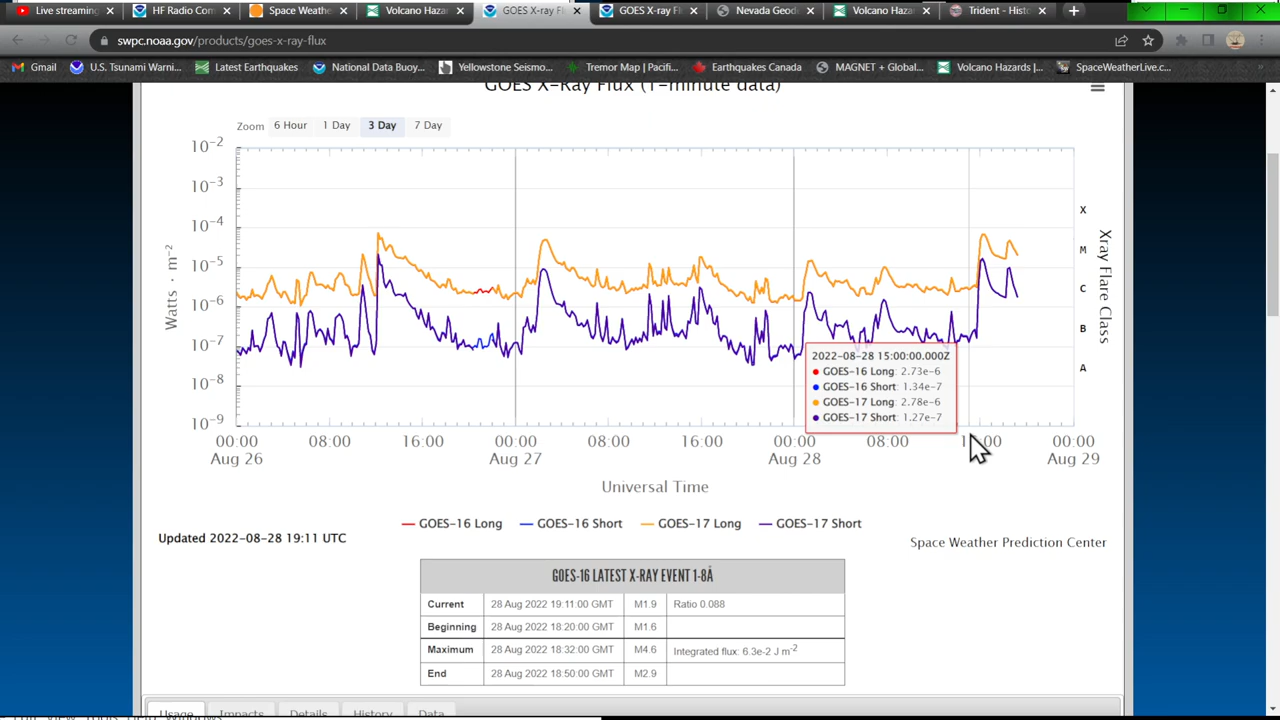 Live streaming HF Radio Com Space Weathe Volcano Haza GOES X-ray F GOES X-ray Flu Nevada Geod Volcano Haza Trident - Hist
swpc.noaa.gov/products/goes-x-ray-flux
Gmail U.S. Tsunami Warni... Latest Earthquakes National Data Buoy... Yellowstone Seismo... Tremor Map | Pacifi... Earthquakes Canada MAGNET + Global... Volcano Hazards |... SpaceWeatherLive.c...
GOES X-Ray Flux (1-minute data)
Zoom 6 Hour 1 Day 3 Day 7 Day
10-2
10-3
10-4
10-5
10-6
10-7
10-8
10-9
Watts · m-2
X
M
C
B
A
Xray Flare Class
2022-08-28 15:00:00.000Z
GOES-16 Long: 2.73e-6
GOES-16 Short: 1.34e-7
GOES-17 Long: 2.78e-6
GOES-17 Short: 1.27e-7
00:00 08:00 16:00 00:00 08:00 16:00 00:00 08:00 00:00
Aug 26 Aug 27 Aug 28 Aug 29
Universal Time
GOES-16 Long GOES-16 Short GOES-17 Long GOES-17 Short
Updated 2022-08-28 19:11 UTC
Space Weather Prediction Center
GOES-16 LATEST X-RAY EVENT 1-8Å
Current 28 Aug 2022 19:11:00 GMT M1.9 Ratio 0.088
Beginning 28 Aug 2022 18:20:00 GMT M1.6
Maximum 28 Aug 2022 18:32:00 GMT M4.6 Integrated flux: 6.3e-2 J m-2
End 28 Aug 2022 18:50:00 GMT M2.9
Usage Impacts Details History Data